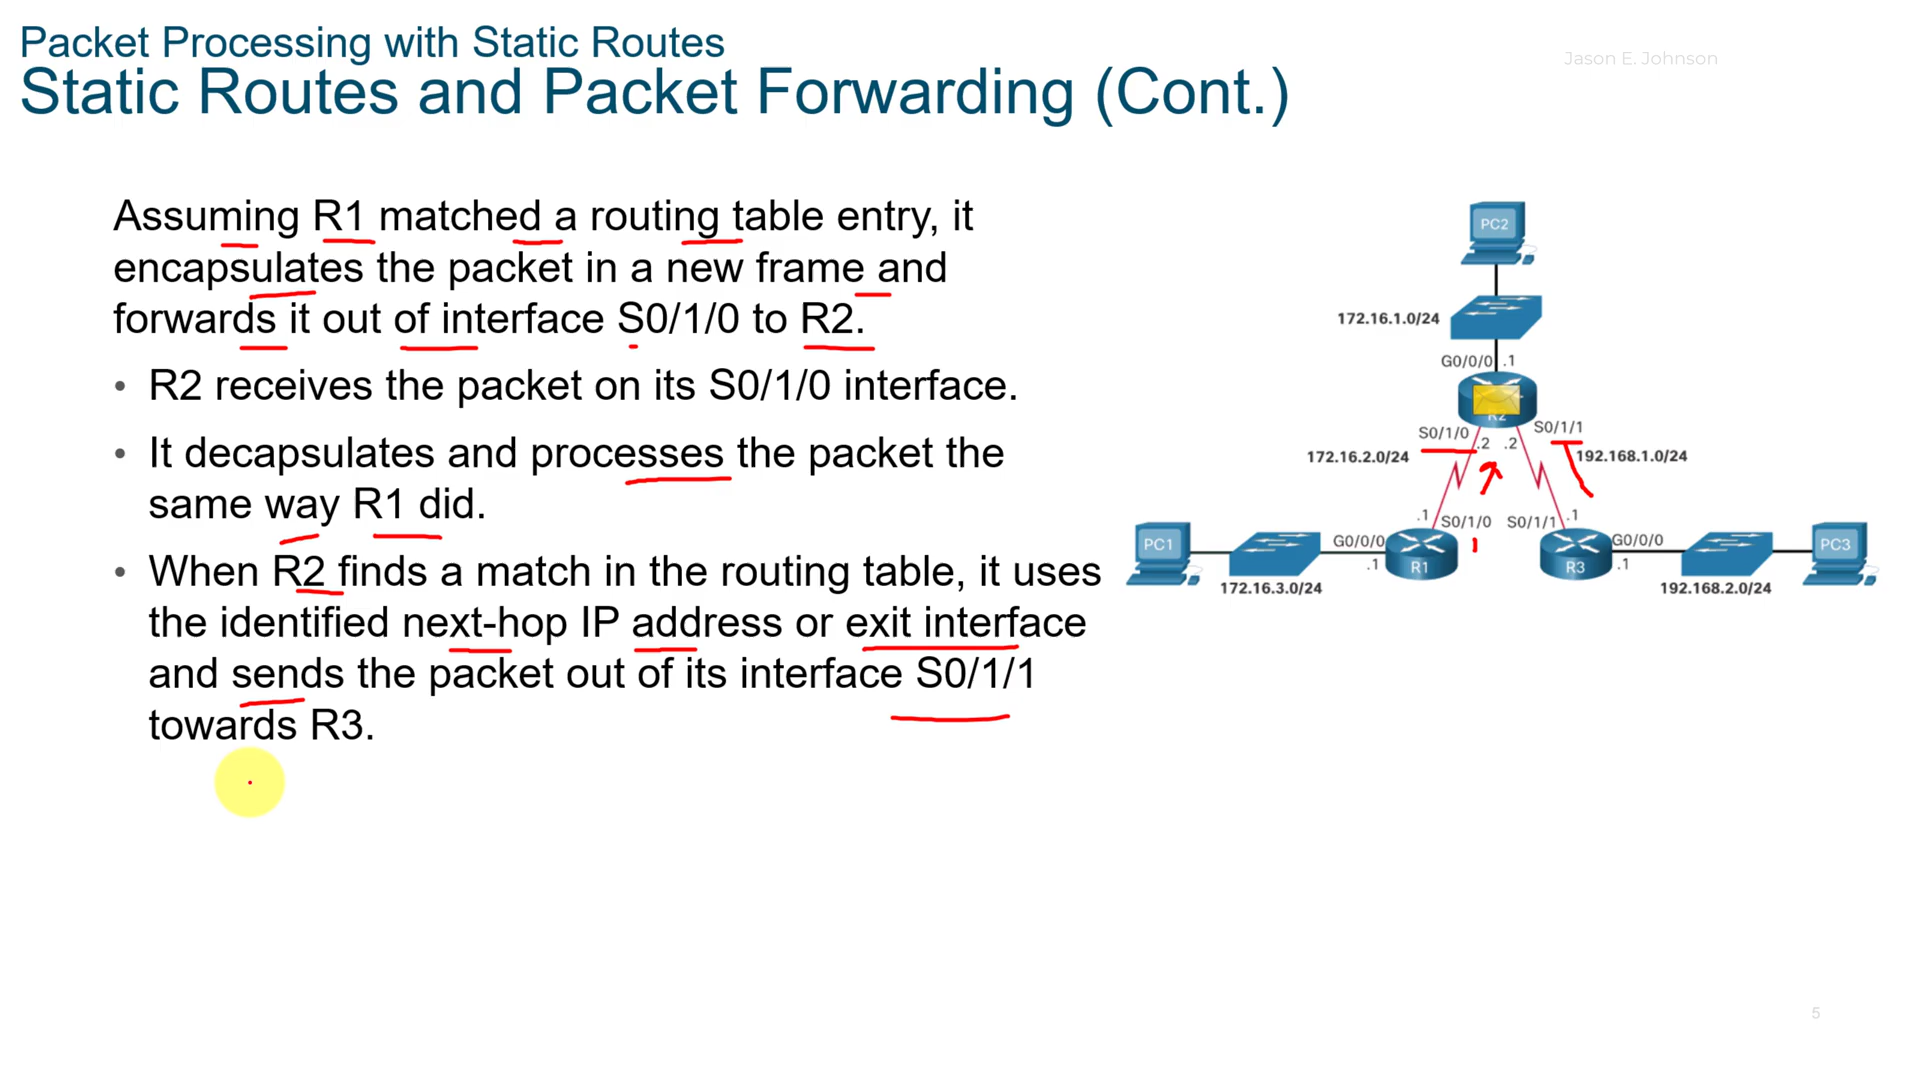 Packet Processing with Static Routes
Jason E. Johnson
Static Routes and Packet Forwarding (Cont.)
Assuming R1 matched a routing table entry, it
encapsulates the packet in a new frame and
forwards it out of interface S0/1/0 to R2.
• R2 receives the packet on its S0/1/0 interface.
• It decapsulates and processes the packet the
same way R1 did.
• When R2 finds a match in the routing table, it uses
the identified next-hop IP address or exit interface
and sends the packet out of its interface S0/1/1
towards R3.
PC2
172.16.1.0/24
G0/0/0 .1
R2
S0/1/0 .2 .2 S0/1/1
172.16.2.0/24 192.168.1.0/24
.1 S0/1/0 S0/1/1 .1
PC1 G0/0/0 .1 R1 R3 G0/0/0 .1 PC3
172.16.3.0/24 192.168.2.0/24
5